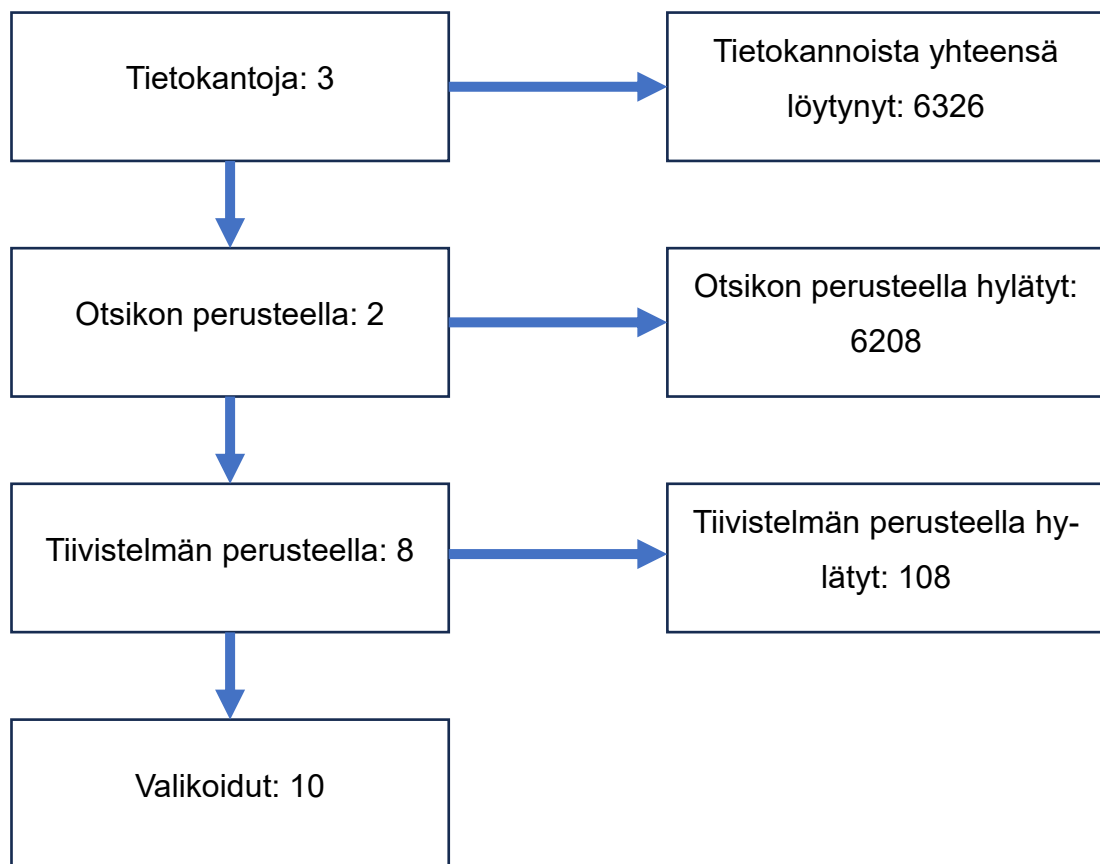 Tietokantoja: 3
Tietokannoista yhteensä
löytynyt: 6326
Otsikon perusteella: 2
Otsikon perusteella hylätyt:
6208
Tiivistelmän perusteella: 8
Tiivistelmän perusteella hy-
lätyt: 108
Valikoidut: 10